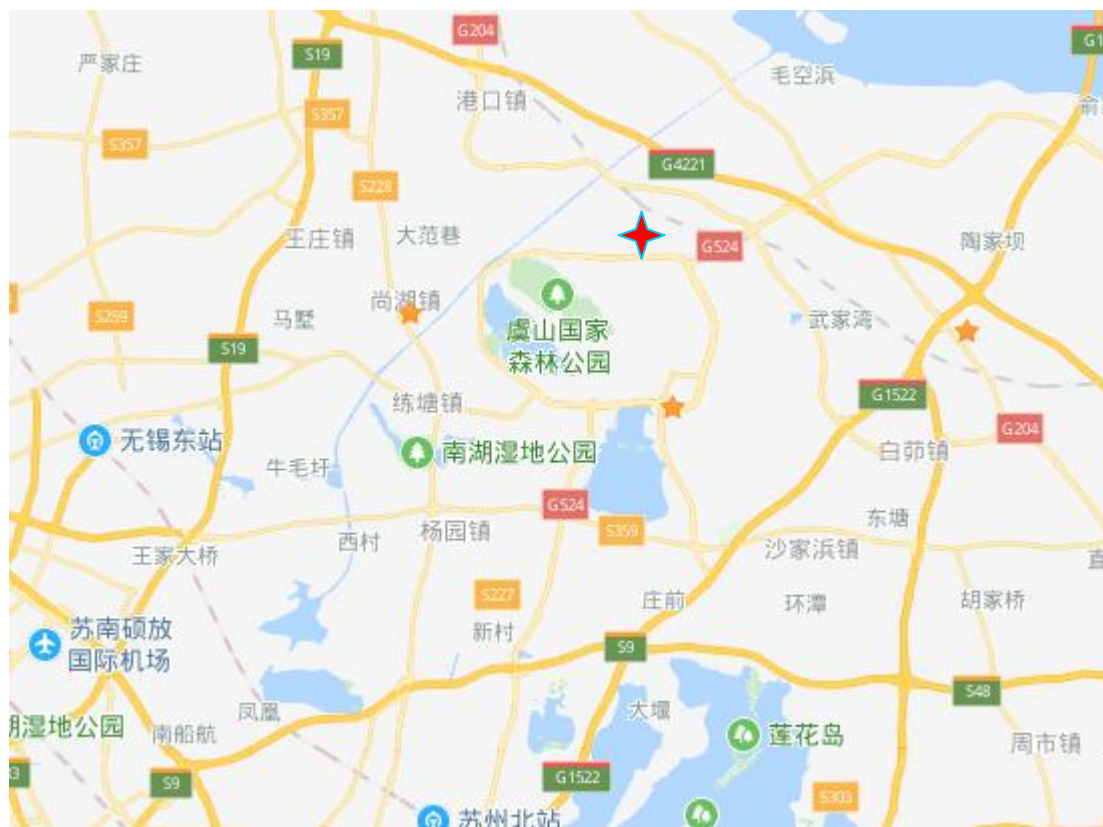 G204
S19
G1
严家庄
毛空浜
港口镇
S357
S357
G4221
S228
王庄镇
大范巷
G524
陶家坝
S259
尚湖镇
马墅
武家湾
虞山国家
森林公园
S19
G1522
练塘镇
G204
无锡东站
南湖湿地公园
白茆镇
牛毛圩
G524
东塘
S359
杨园镇
西村
王家大桥
沙家浜镇
直
S227
庄前
环潭
胡家桥
苏南硕放
国际机场
新村
S9
S48
凤凰
大堰
湖湿地公园
南船航
莲花岛
周市镇
3
S9
G1522
S303
苏州北站